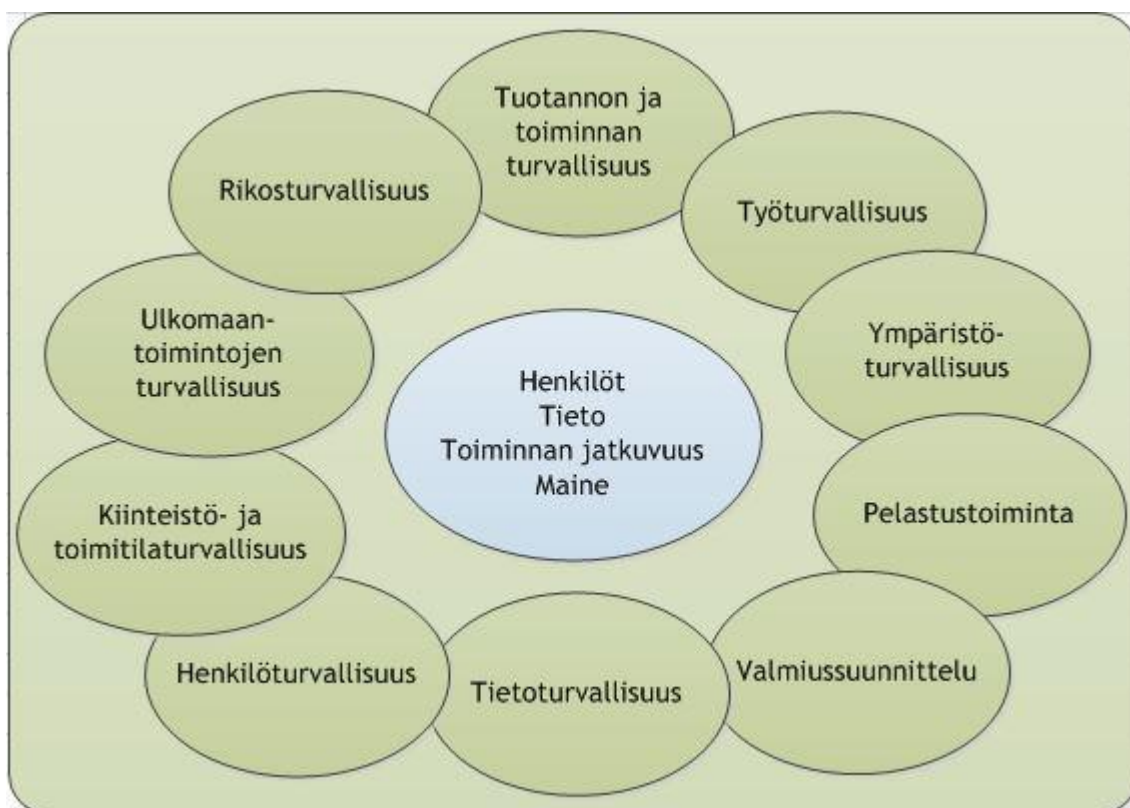 Tuotannon ja
toiminnan
turvallisuus
Rikosturvallisuus
Työturvallisuus
Ulkomaan-
toimintojen
turvallisuus
Ympäristö-
turvallisuus
Henkilöt
Tieto
Toiminnan jatkuvuus
Maine
Kiinteistö- ja
toimitilaturvallisuus
Pelastustoiminta
Henkilöturvallisuus
Tietoturvallisuus
Valmiussuunnittelu